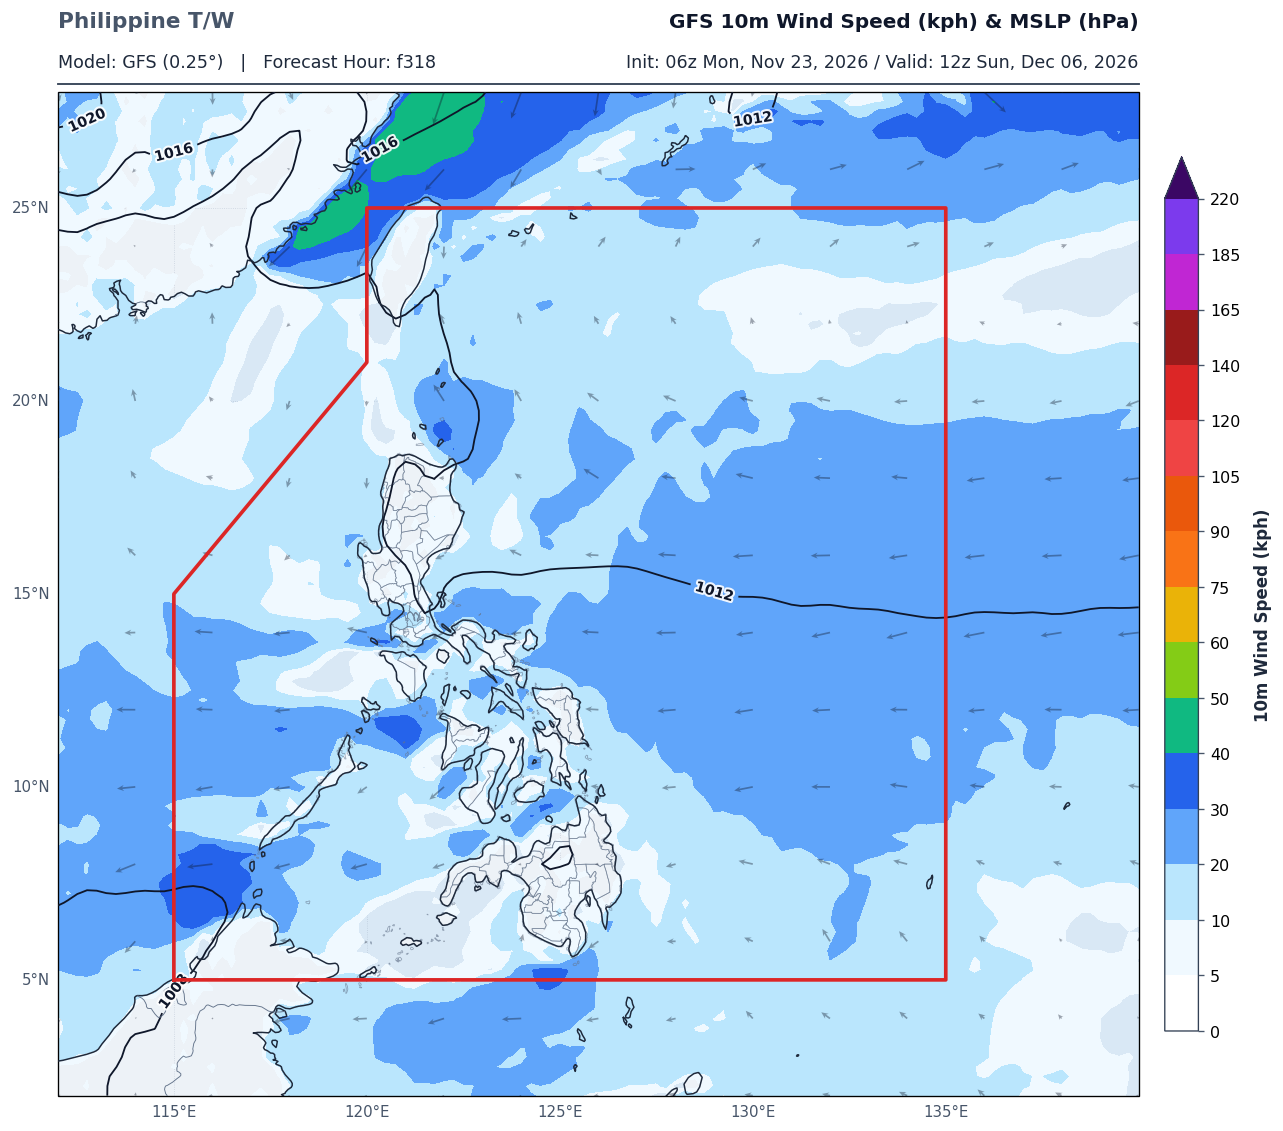 Philippine T/W
GFS 10m Wind Speed (kph) & MSLP (hPa)
Model: GFS (0.25°) | Forecast Hour: f318
Init: 06z Mon, Nov 23, 2026 / Valid: 12z Sun, Dec 06, 2026
1020
1016
1016
1012
1012
1008
25°N
20°N
15°N
10°N
5°N
115°E
120°E
125°E
130°E
135°E
220
185
165
140
120
105
90
75
60
50
40
30
20
10
5
0
10m Wind Speed (kph)